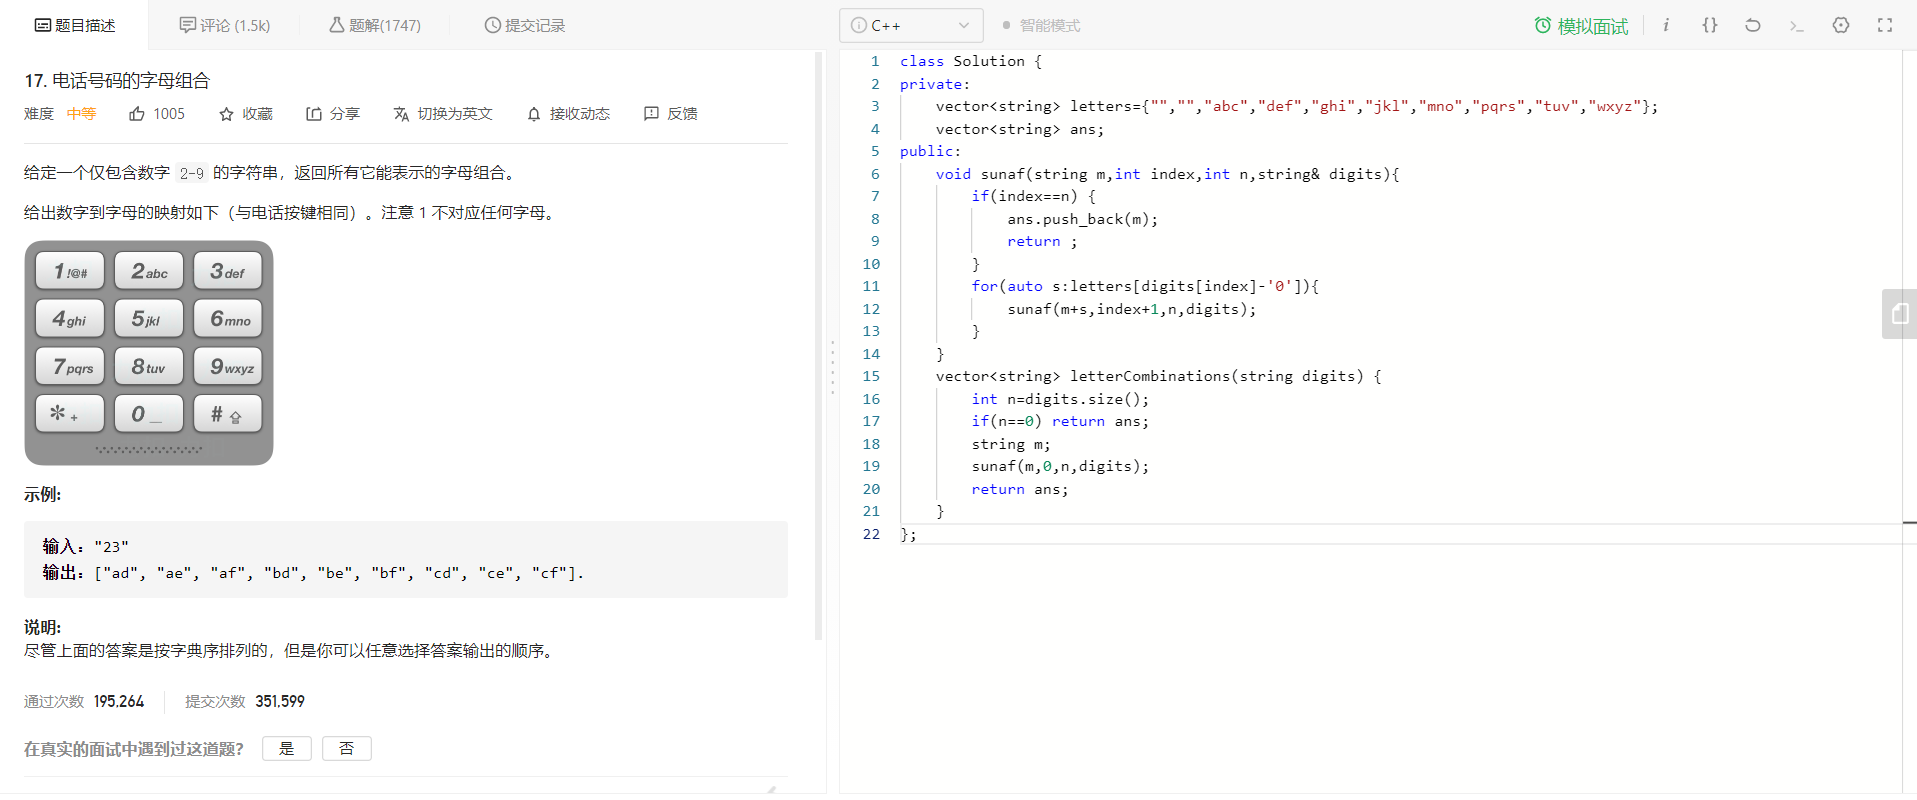 题目描述 评论 (1.5k) 题解(1747) 提交记录
17. 电话号码的字母组合
难度 中等 1005 收藏 分享 切换为英文 接收动态 反馈
给定一个仅包含数字 2-9 的字符串，返回所有它能表示的字母组合。
给出数字到字母的映射如下（与电话按键相同）。注意 1 不对应任何字母。
1 !@# 2 abc 3 def
4 ghi 5 jkl 6 mno
7 pqrs 8 tuv 9 wxyz
* + 0 _ #
示例:
输入："23"
输出：["ad", "ae", "af", "bd", "be", "bf", "cd", "ce", "cf"].
说明:
尽管上面的答案是按字典序排列的，但是你可以任意选择答案输出的顺序。
通过次数 195,264 提交次数 351,599
在真实的面试中遇到过这道题? 是 否
C++ 智能模式 模拟面试 i {} >_
1 class Solution {
2 private:
3 vector<string> letters={"","","abc","def","ghi","jkl","mno","pqrs","tuv","wxyz"};
4 vector<string> ans;
5 public:
6 void sunaf(string m,int index,int n,string& digits){
7 if(index==n) {
8 ans.push_back(m);
9 return ;
10 }
11 for(auto s:letters[digits[index]-'0']){
12 sunaf(m+s,index+1,n,digits);
13 }
14 }
15 vector<string> letterCombinations(string digits) {
16 int n=digits.size();
17 if(n==0) return ans;
18 string m;
19 sunaf(m,0,n,digits);
20 return ans;
21 }
22 };